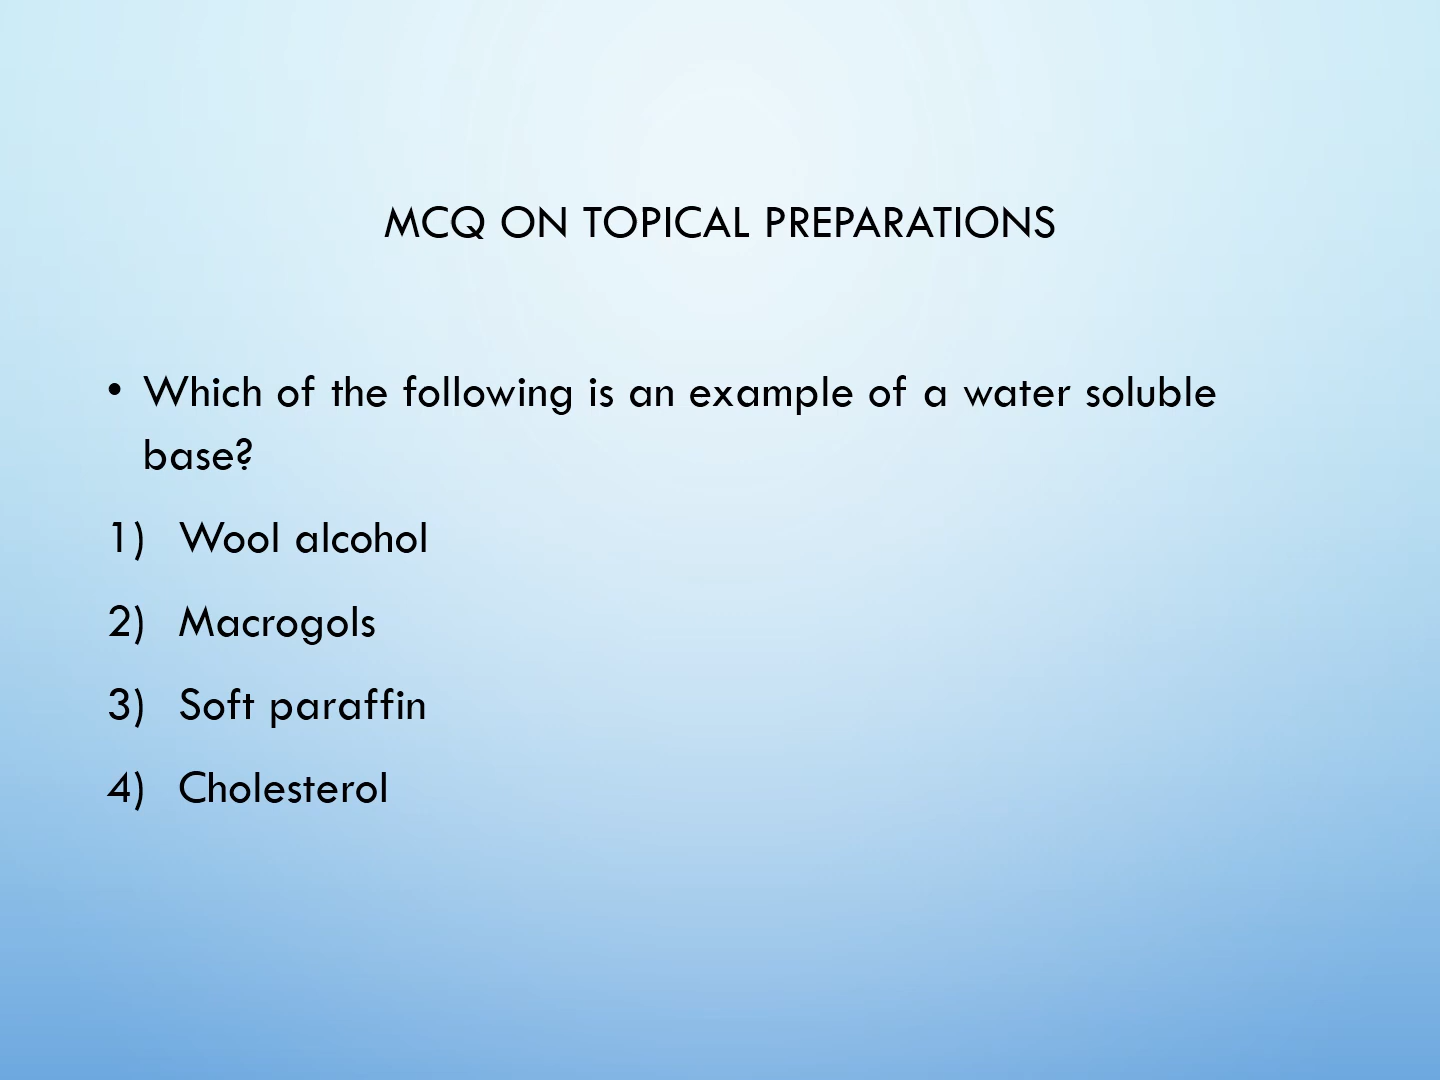 MCQ ON TOPICAL PREPARATIONS
• Which of the following is an example of a water soluble
base?
1) Wool alcohol
2) Macrogols
3) Soft paraffin
4) Cholesterol